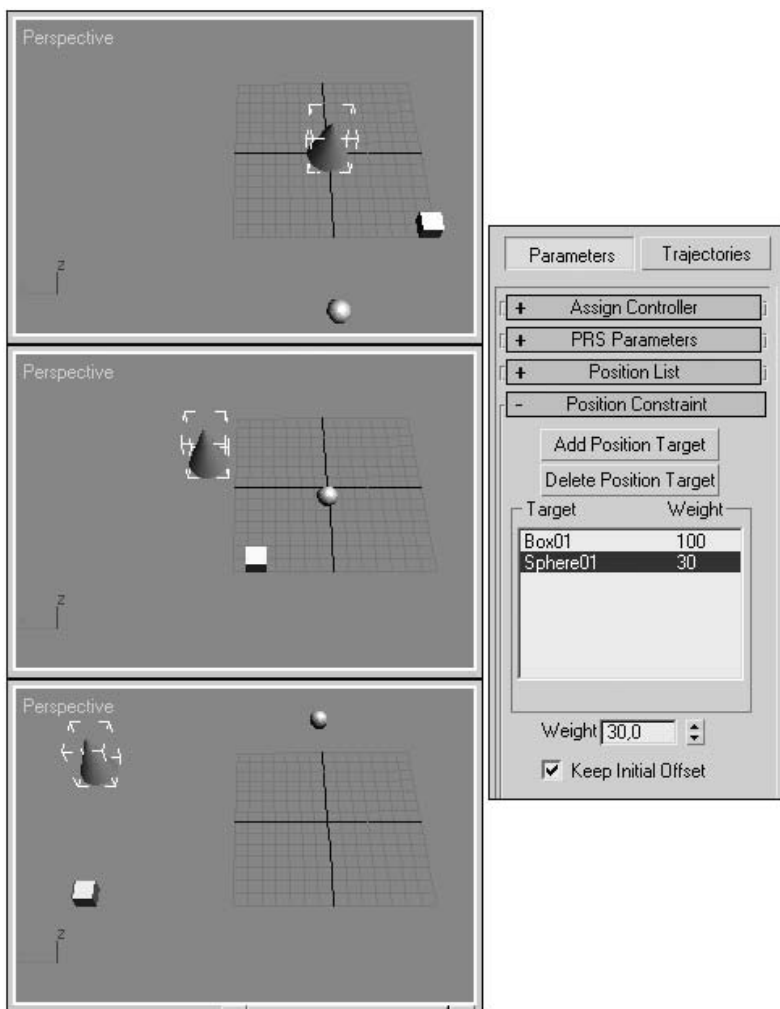 Perspective
z
Perspective
z
Perspective
z
Parameters Trajectories
+ Assign Controller
+ PRS Parameters
+ Position List
- Position Constraint
Add Position Target
Delete Position Target
Target Weight
Box01 100
Sphere01 30
Weight 30,0
Keep Initial Offset